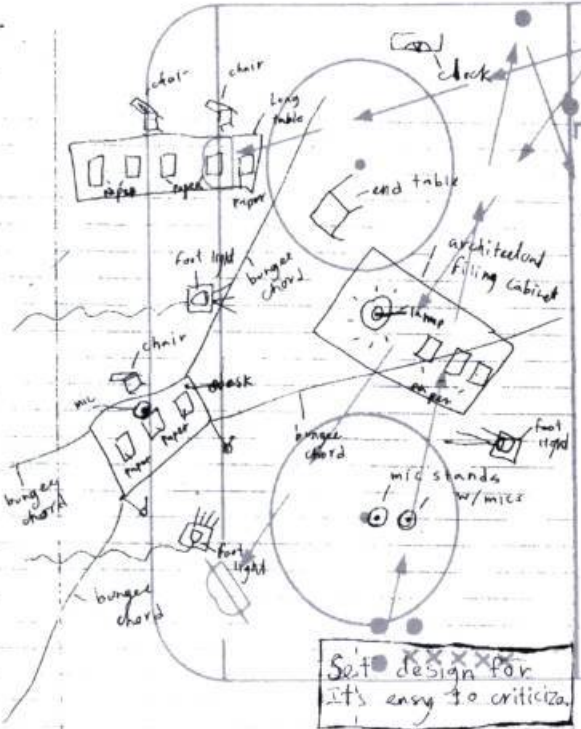 chair
clock
Long
table
end table
paper
paper
paper
foot light
bungee
chord
architectural
filing cabinet
lamp
chair
mic
desk
paper
paper
paper
bungee
chord
bungee
chord
foot
light
mic stands
w/mics
foot
light
bungee
chord
Set design for
It's easy to criticize.